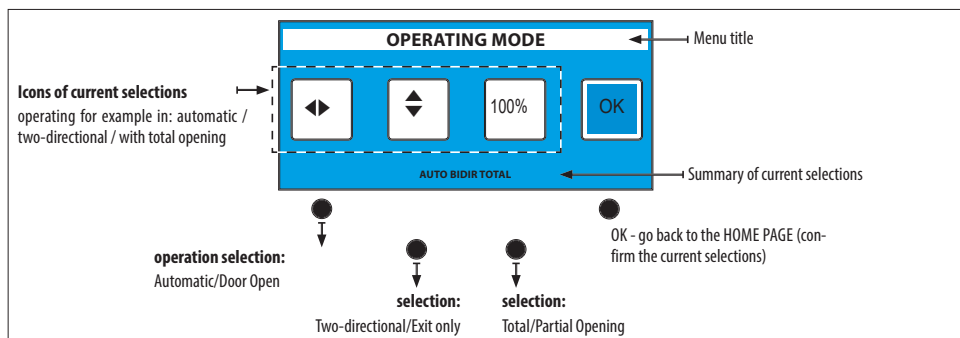 OPERATING MODE
Menu title
Icons of current selections
operating for example in: automatic /
two-directional / with total opening
100%
OK
AUTO BIDIR TOTAL
Summary of current selections
OK - go back to the HOME PAGE (con-
firm the current selections)
operation selection:
Automatic/Door Open
selection:
Two-directional/Exit only
selection:
Total/Partial Opening